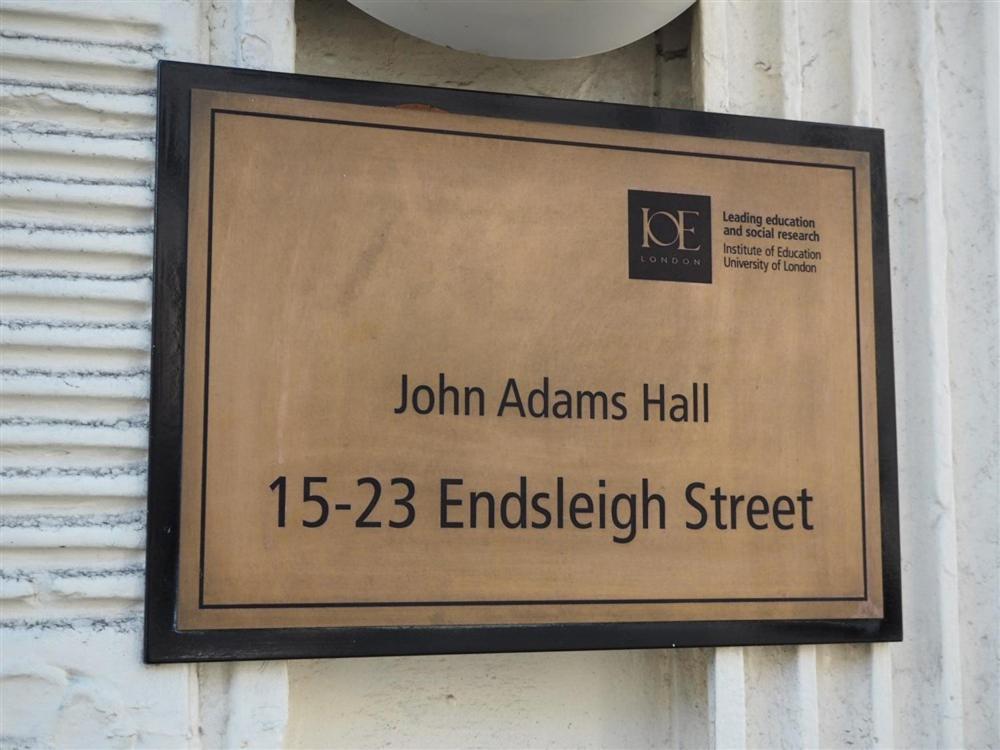 IOE
LONDON
Leading education
and social research
Institute of Education
University of London
John Adams Hall
15-23 Endsleigh Street